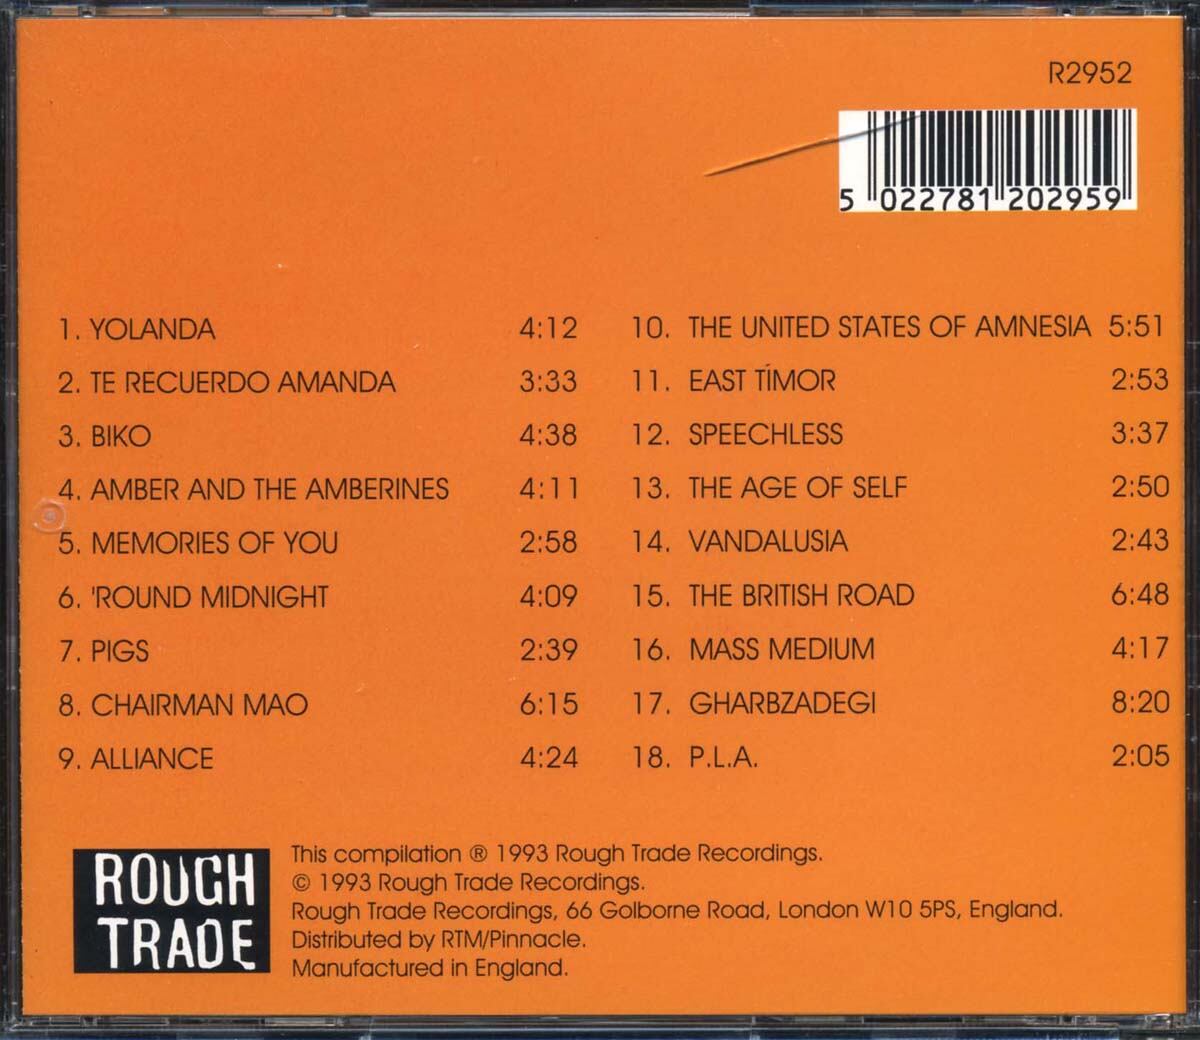 R2952
5 022781 202959
1. YOLANDA 4:12
2. TE RECUERDO AMANDA 3:33
3. BIKO 4:38
4. AMBER AND THE AMBERINES 4:11
5. MEMORIES OF YOU 2:58
6. 'ROUND MIDNIGHT 4:09
7. PIGS 2:39
8. CHAIRMAN MAO 6:15
9. ALLIANCE 4:24
10. THE UNITED STATES OF AMNESIA 5:51
11. EAST TÍMOR 2:53
12. SPEECHLESS 3:37
13. THE AGE OF SELF 2:50
14. VANDALUSIA 2:43
15. THE BRITISH ROAD 6:48
16. MASS MEDIUM 4:17
17. GHARBZADEGI 8:20
18. P.L.A. 2:05
ROUGH
TRADE
This compilation ® 1993 Rough Trade Recordings.
© 1993 Rough Trade Recordings.
Rough Trade Recordings, 66 Golborne Road, London W10 5PS, England.
Distributed by RTM/Pinnacle.
Manufactured in England.